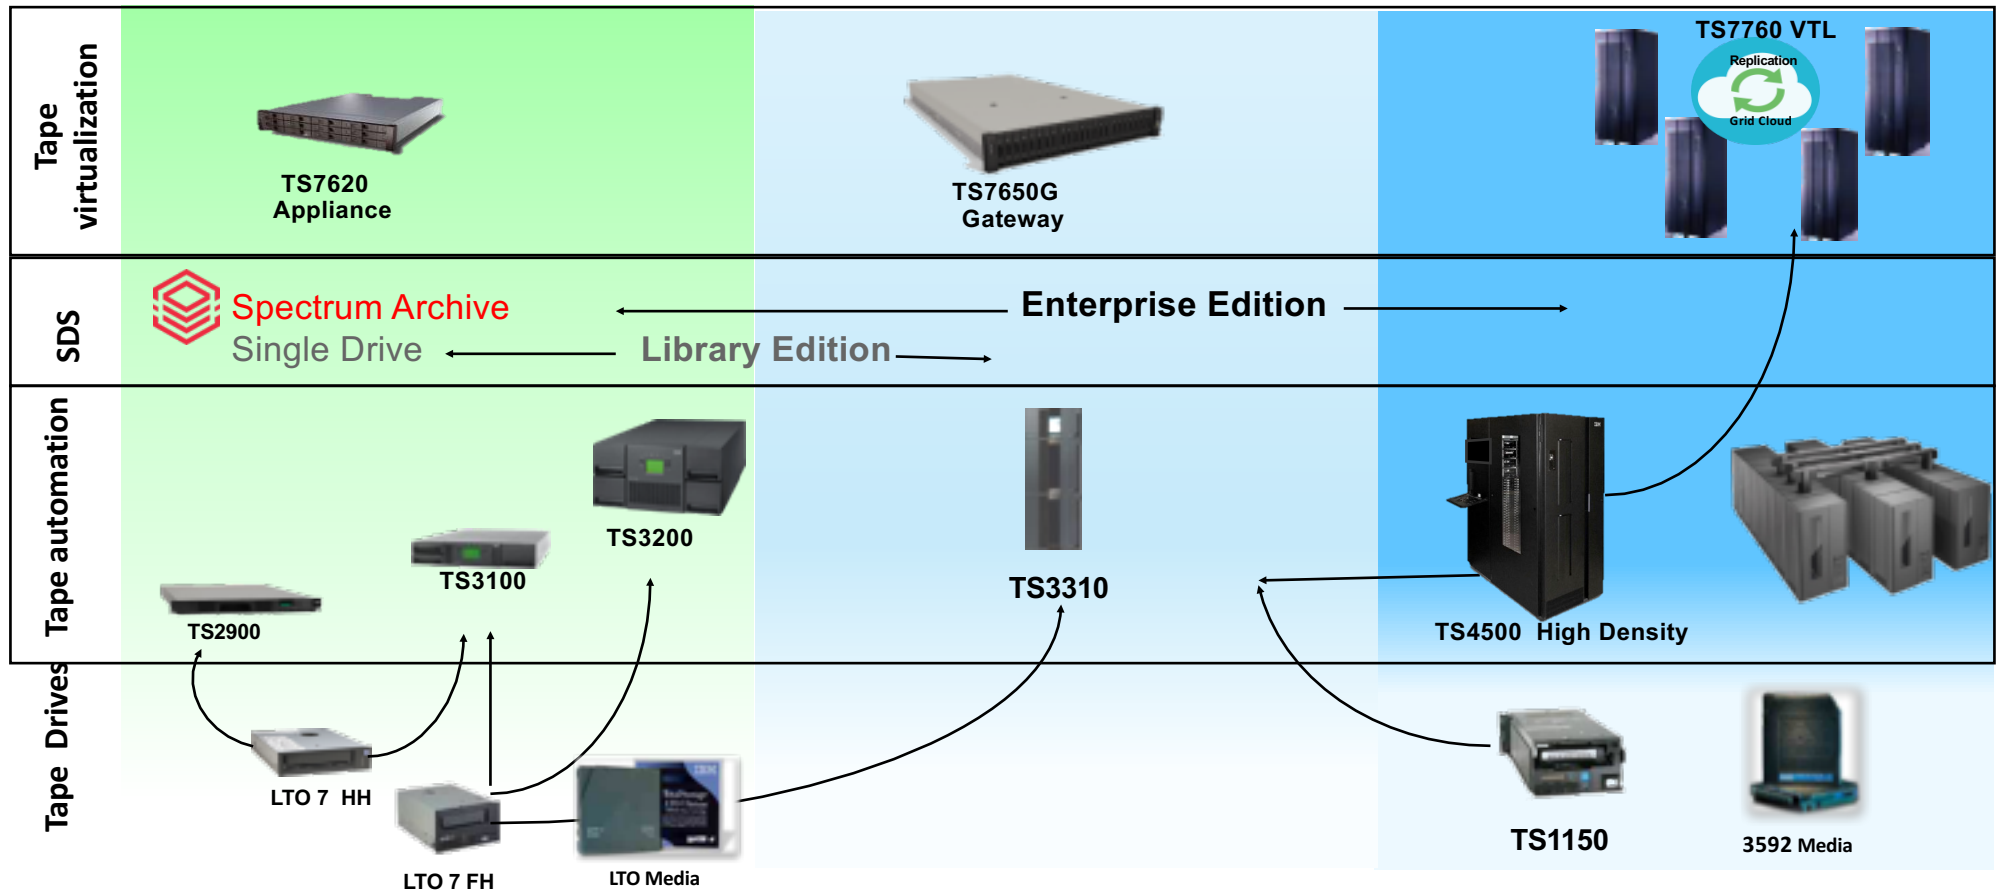 Tape
virtualization
TS7620
Appliance
TS7650G
Gateway
TS7760 VTL
Replication
Grid Cloud
SDS
Spectrum Archive
Enterprise Edition
Single Drive
Library Edition
Tape automation
TS2900
TS3100
TS3200
TS3310
TS4500 High Density
Tape Drives
LTO 7 HH
LTO 7 FH
IBM
LTO Media
TS1150
3592 Media